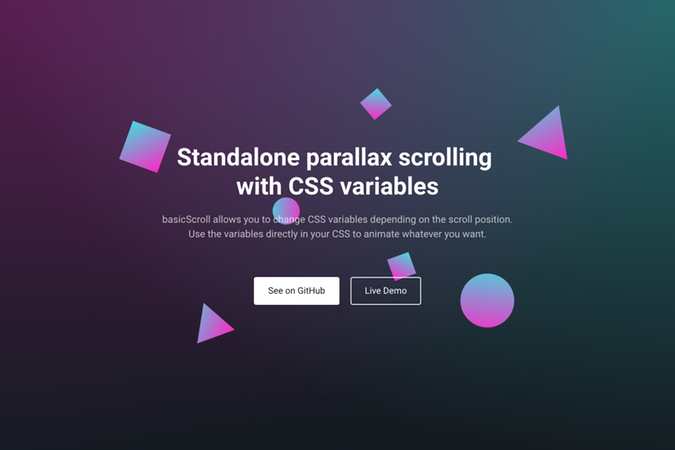 Standalone parallax scrolling
with CSS variables
basicScroll allows you to change CSS variables depending on the scroll position.
Use the variables directly in your CSS to animate whatever you want.
See on GitHub
Live Demo